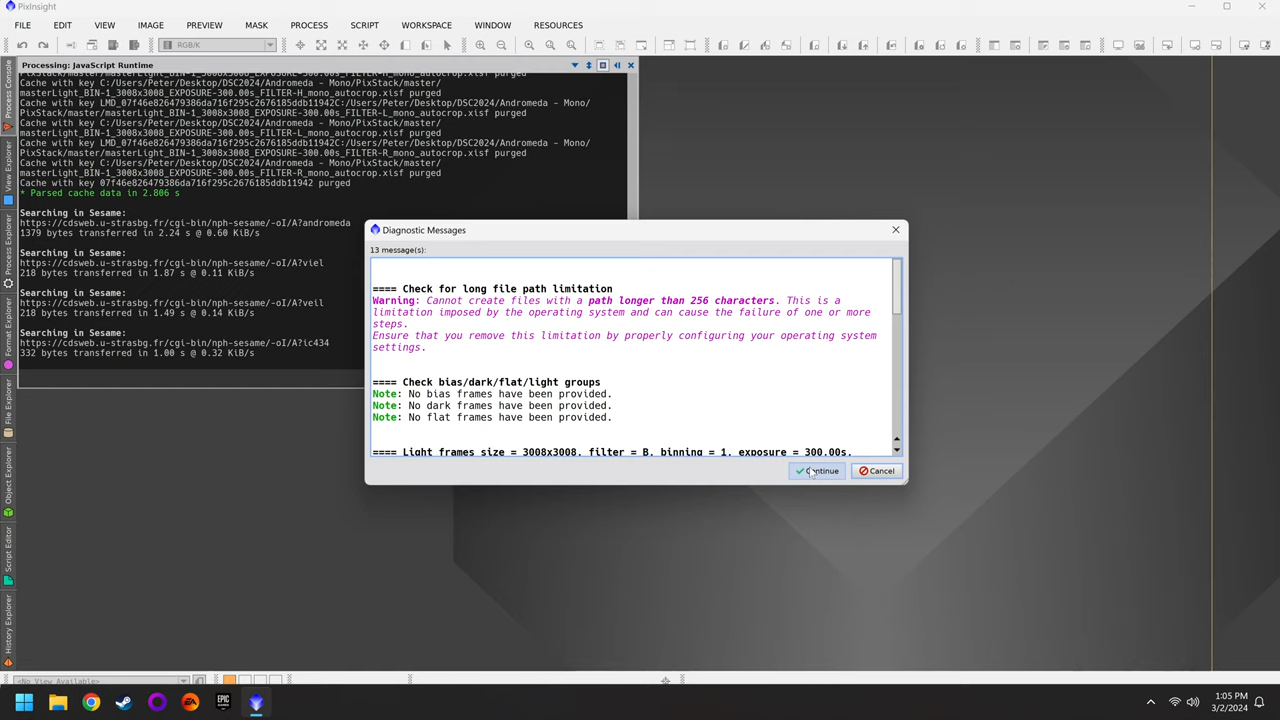 PixInsight
FILE EDIT VIEW IMAGE PREVIEW MASK PROCESS SCRIPT WORKSPACE WINDOW RESOURCES
RGB/K
Processing: JavaScript Runtime
PixStack/master/masterLight_BIN-1_3008x3008_EXPOSURE-300.00s_FILTER-H_mono_autocrop.xisf purged
Cache with key C:/Users/Peter/Desktop/DSC2024/Andromeda - Mono/PixStack/master/
masterLight_BIN-1_3008x3008_EXPOSURE-300.00s_FILTER-H_mono_autocrop.xisf purged
Cache with key LMD_07f46e826479386da716f295c2676185ddb11942C:/Users/Peter/Desktop/DSC2024/Andromeda - Mono/
PixStack/master/masterLight_BIN-1_3008x3008_EXPOSURE-300.00s_FILTER-L_mono_autocrop.xisf purged
Cache with key C:/Users/Peter/Desktop/DSC2024/Andromeda - Mono/PixStack/master/
masterLight_BIN-1_3008x3008_EXPOSURE-300.00s_FILTER-L_mono_autocrop.xisf purged
Cache with key LMD_07f46e826479386da716f295c2676185ddb11942C:/Users/Peter/Desktop/DSC2024/Andromeda - Mono/
PixStack/master/masterLight_BIN-1_3008x3008_EXPOSURE-300.00s_FILTER-R_mono_autocrop.xisf purged
Cache with key C:/Users/Peter/Desktop/DSC2024/Andromeda - Mono/PixStack/master/
masterLight_BIN-1_3008x3008_EXPOSURE-300.00s_FILTER-R_mono_autocrop.xisf purged
Cache with key 07f46e826479386da716f295c2676185ddb11942 purged
* Parsed cache data in 2.806 s
Searching in Sesame:
https://cdsweb.u-strasbg.fr/cgi-bin/nph-sesame/-oI/A?andromeda
1379 bytes transferred in 2.24 s @ 0.60 KiB/s
Searching in Sesame:
https://cdsweb.u-strasbg.fr/cgi-bin/nph-sesame/-oI/A?viel
218 bytes transferred in 1.87 s @ 0.11 KiB/s
Searching in Sesame:
https://cdsweb.u-strasbg.fr/cgi-bin/nph-sesame/-oI/A?veil
218 bytes transferred in 1.49 s @ 0.14 KiB/s
Searching in Sesame:
https://cdsweb.u-strasbg.fr/cgi-bin/nph-sesame/-oI/A?ic434
332 bytes transferred in 1.00 s @ 0.32 KiB/s
Process Console
View Explorer
Process Explorer
Format Explorer
File Explorer
Object Explorer
Script Editor
History Explorer
Diagnostic Messages
13 message(s):
==== Check for long file path limitation
Warning: Cannot create files with a path longer than 256 characters. This is a
limitation imposed by the operating system and can cause the failure of one or more
steps.
Ensure that you remove this limitation by properly configuring your operating system
settings.
==== Check bias/dark/flat/light groups
Note: No bias frames have been provided.
Note: No dark frames have been provided.
Note: No flat frames have been provided.
==== Light frames size = 3008x3008, filter = B, binning = 1, exposure = 300.00s,
Continue Cancel
<No View Available>
EA
EPIC GAMES
1:05 PM
3/2/2024